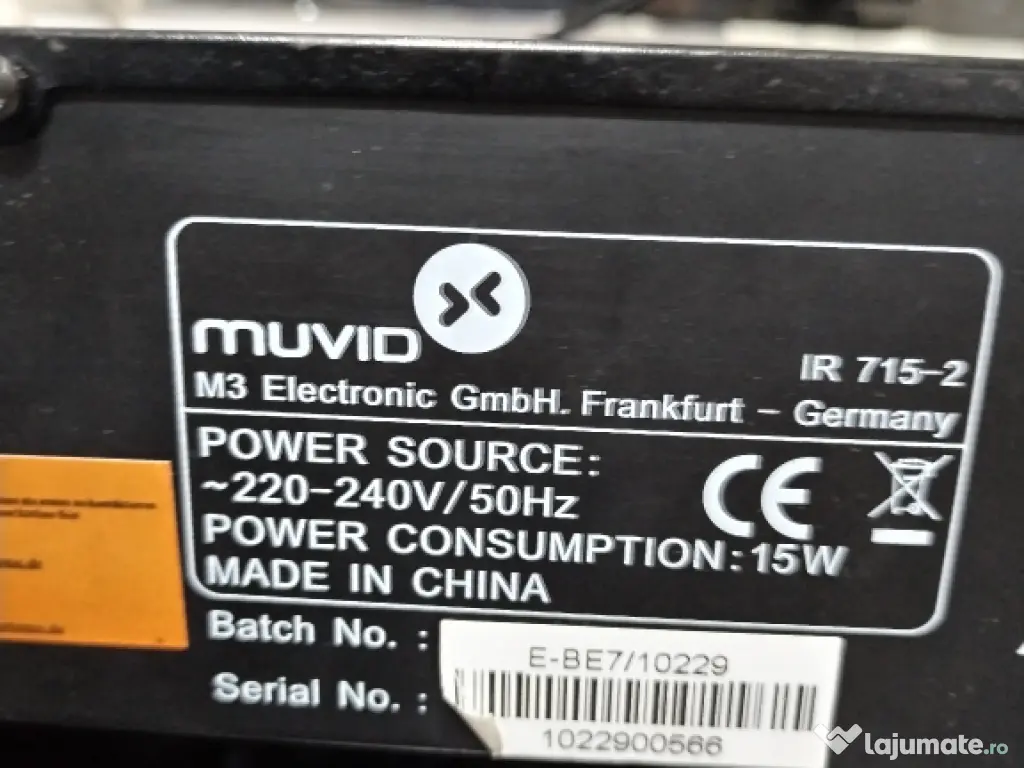 MUVID
IR 715-2
M3 Electronic GmbH. Frankfurt - Germany
POWER SOURCE:
~220-240V/50Hz
CE
POWER CONSUMPTION:15W
MADE IN CHINA
Batch No. :
E-BE7/10229
Serial No. :
1022900566
lajumate.ro